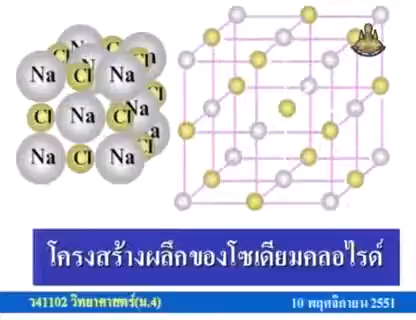 Cl Cl
Na Cl Na
Cl Na Cl
Na Cl Na Cl
โครงสร้างผลึกของโซเดียมคลอไรด์
ว41102 วิทยาศาสตร์(ม.4) 10 พฤศจิกายน 2551